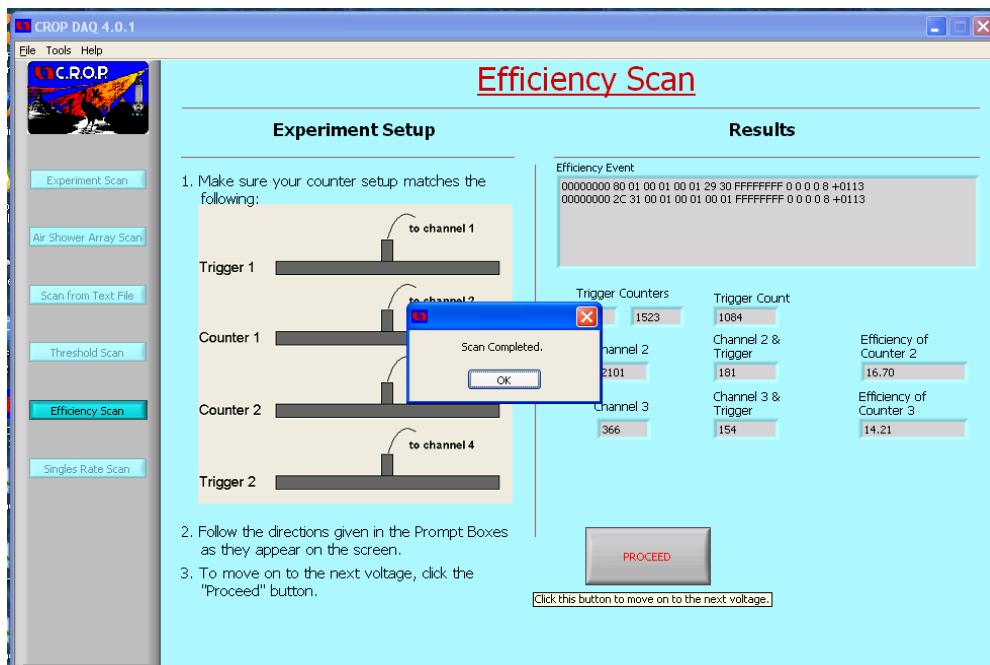 CROP DAQ 4.0.1
File Tools Help
C.R.O.P.
Efficiency Scan
Experiment Setup
Results
Experiment Scan
Air Shower Array Scan
Scan from Text File
Threshold Scan
Efficiency Scan
Singles Rate Scan
1. Make sure your counter setup matches the
following:
to channel 1
Trigger 1
Counter 1
Counter 2
to channel 4
Trigger 2
2. Follow the directions given in the Prompt Boxes
as they appear on the screen.
3. To move on to the next voltage, click the
"Proceed" button.
Efficiency Event
00000000 80 01 00 01 00 01 29 30 FFFFFFFF 0 0 0 0 8 +0113
00000000 2C 31 00 01 00 01 00 01 FFFFFFFF 0 0 0 0 8 +0113
Trigger Counters
Trigger Count
1523
1084
Channel 2 &
Trigger
Efficiency of
Counter 2
2101
181
16.70
Channel 3
Channel 3 &
Trigger
Efficiency of
Counter 3
366
154
14.21
Scan Completed.
OK
PROCEED
Click this button to move on to the next voltage.